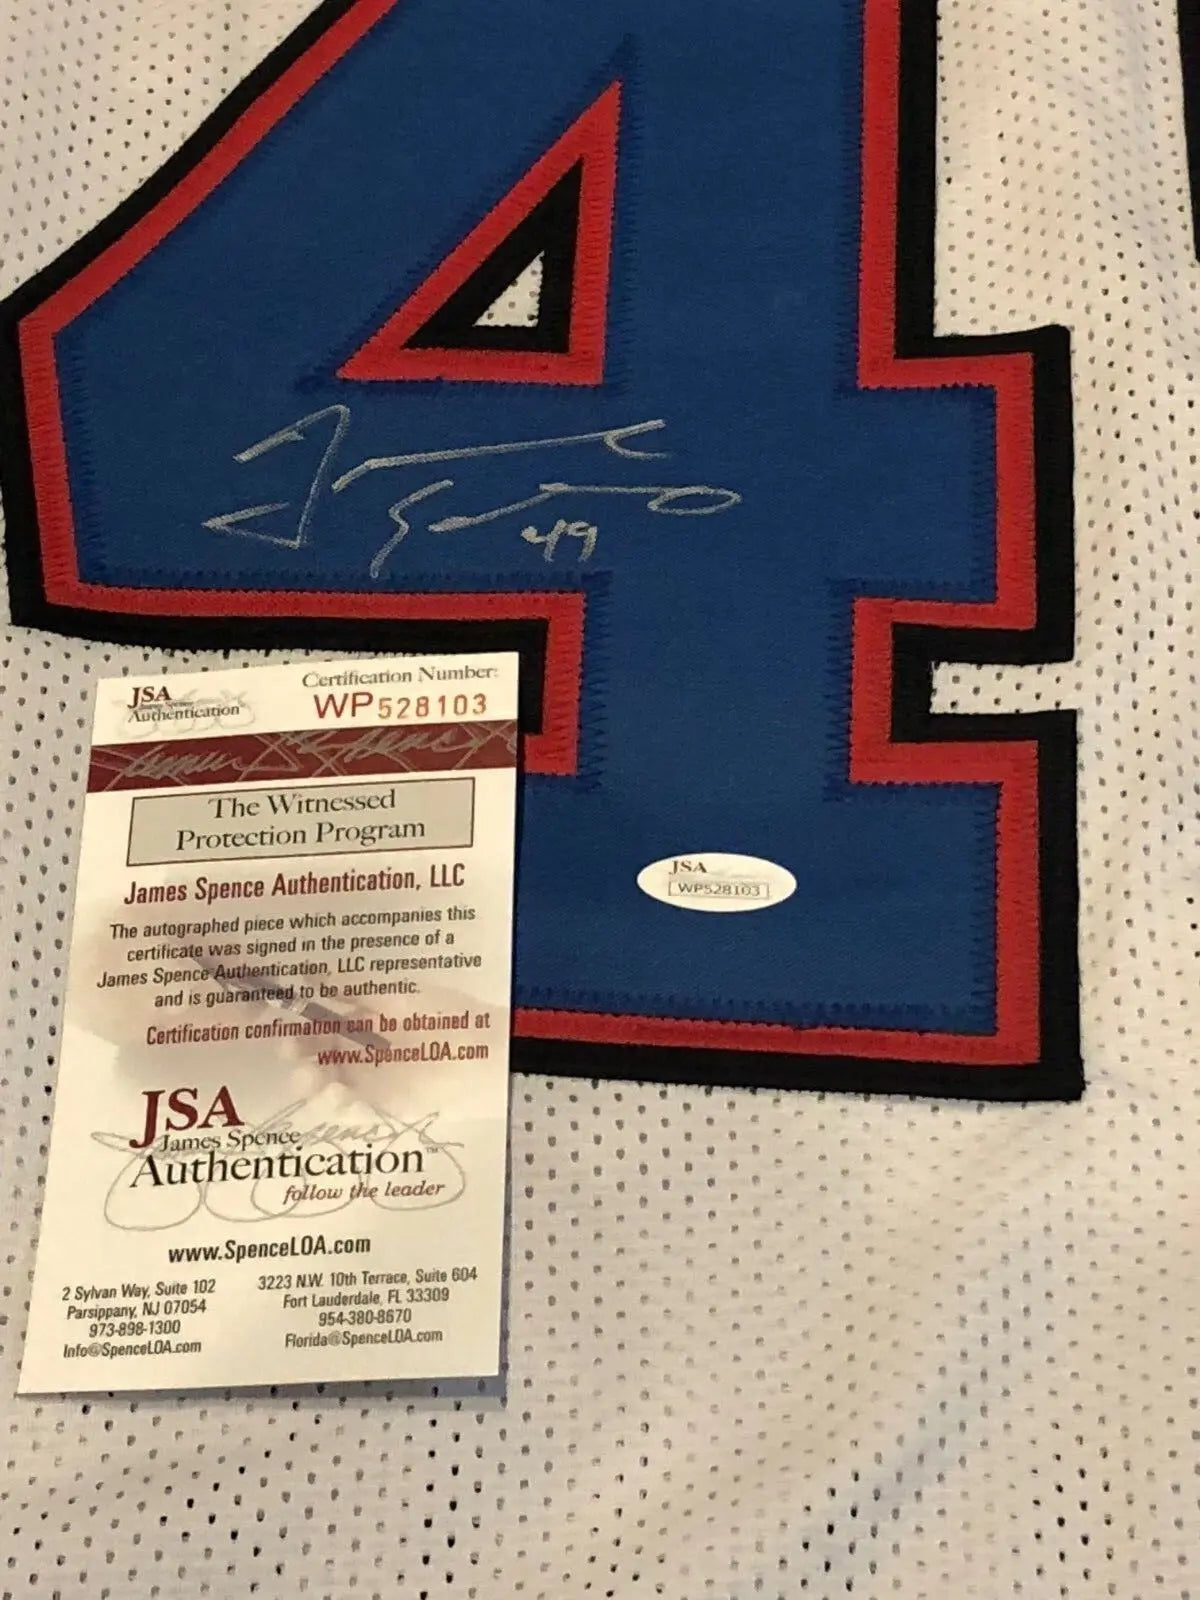 4
49
JSA
James Spence
Authentication
Certification Number:
WP528103
The Witnessed
Protection Program
James Spence Authentication, LLC
The autographed piece which accompanies this
certificate was signed in the presence of a
James Spence Authentication, LLC representative
and is guaranteed to be authentic.
Certification confirmation can be obtained at
www.SpenceLOA.com
JSA
James Spence
Authentication™
follow the leader
www.SpenceLOA.com
2 Sylvan Way, Suite 102
Parsippany, NJ 07054
973-898-1300
Info@SpenceLOA.com
3223 N.W. 10th Terrace, Suite 604
Fort Lauderdale, FL 33309
954-380-8670
Florida@SpenceLOA.com
JSA
WP528103